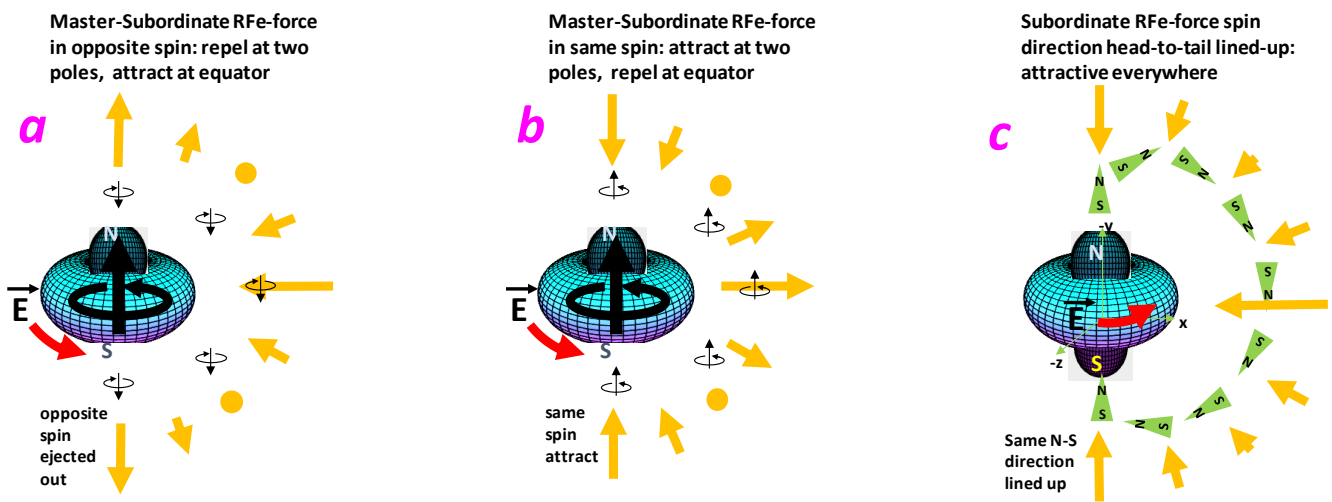 Master-Subordinate RFe-force
in opposite spin: repel at two
poles, attract at equator
a
N
E
S
opposite
spin
ejected
out
Master-Subordinate RFe-force
in same spin: attract at two
poles, repel at equator
b
N
E
S
same
spin
attract
Subordinate RFe-force spin
direction head-to-tail lined-up:
attractive everywhere
c
S N
S
N
N
S
S
N
-y
N
S
N
E
x
-z
S
S
N
N
S
S
N
N S
Same N-S
direction
lined up